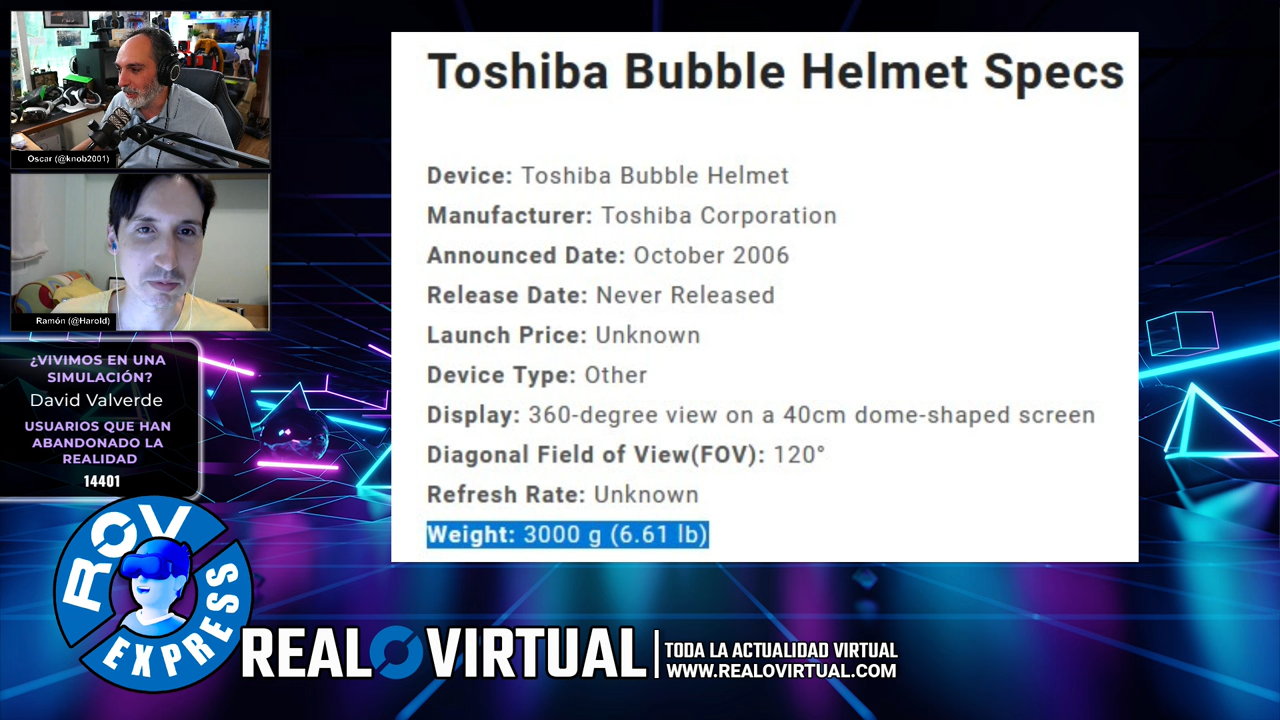 Oscar (@knob2001)
Ramón (@Harold)
¿VIVIMOS EN UNA
SIMULACIÓN?
David Valverde
USUARIOS QUE HAN
ABANDONADO LA
REALIDAD
14401
Toshiba Bubble Helmet Specs
Device: Toshiba Bubble Helmet
Manufacturer: Toshiba Corporation
Announced Date: October 2006
Release Date: Never Released
Launch Price: Unknown
Device Type: Other
Display: 360-degree view on a 40cm dome-shaped screen
Diagonal Field of View(FOV): 120°
Refresh Rate: Unknown
Weight: 3000 g (6.61 lb)
ROV
EXPRESS
REAL O VIRTUAL
TODA LA ACTUALIDAD VIRTUAL
WWW.REALOVIRTUAL.COM